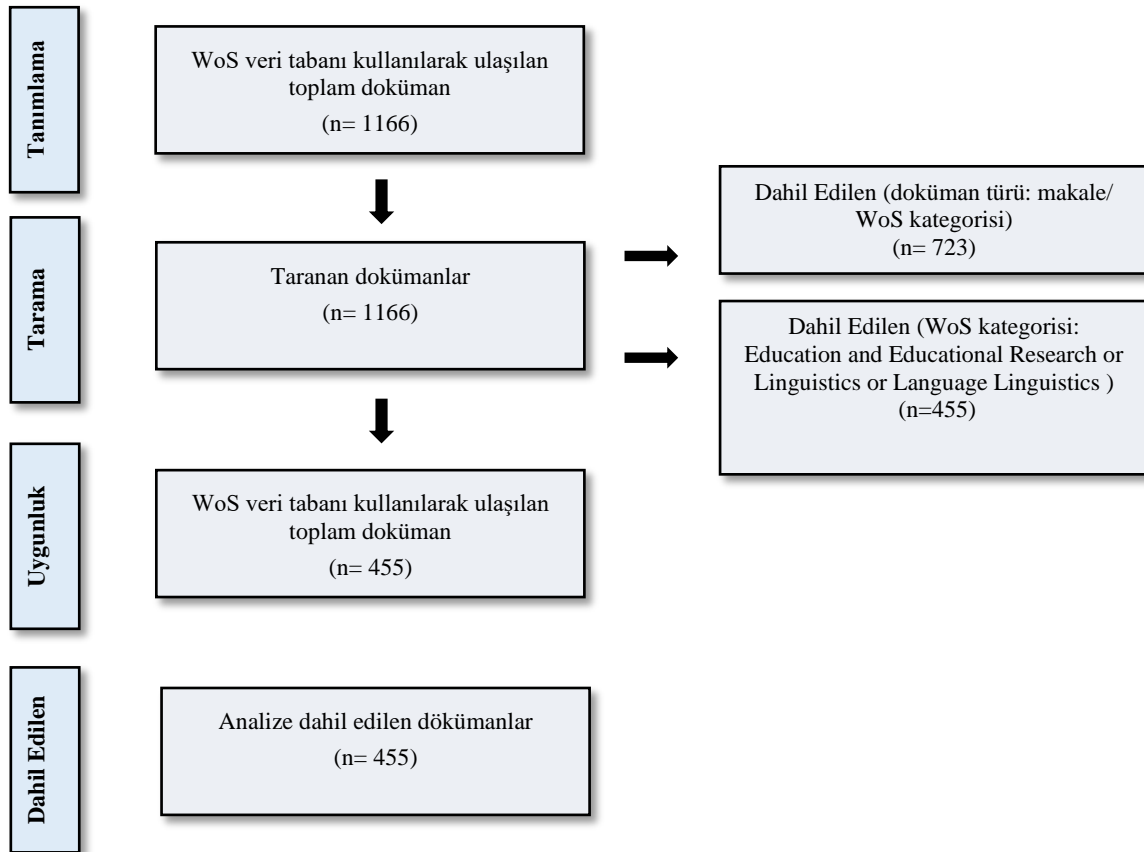 Tanımlama
WoS veri tabanı kullanılarak ulaşılan
toplam doküman
(n= 1166)
Tarama
Taranan dokümanlar
(n= 1166)
Dahil Edilen (doküman türü: makale/
WoS kategorisi)
(n= 723)
Dahil Edilen (WoS kategorisi:
Education and Educational Research or
Linguistics or Language Linguistics )
(n=455)
Uygunluk
WoS veri tabanı kullanılarak ulaşılan
toplam doküman
(n= 455)
Dahil Edilen
Analize dahil edilen dökümanlar
(n= 455)